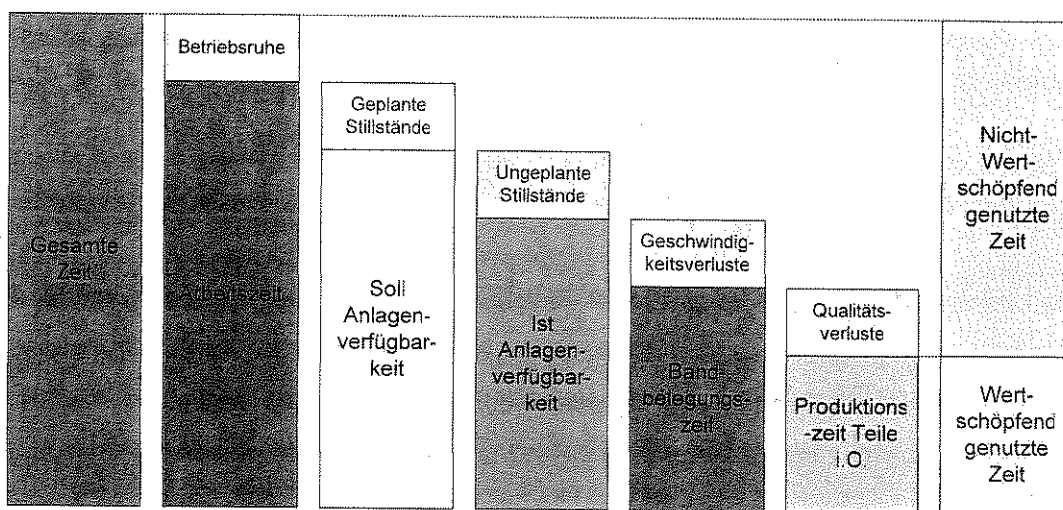 Gesamte
Zeit
Betriebsruhe
Arbeitszeit
Geplante
Stillstände
Soll
Anlagen-
verfügbar-
keit
Ungeplante
Stillstände
Ist
Anlagen-
verfügbar-
keit
Geschwindig-
keitsverluste
Band-
belegungs-
zeit
Qualitäts-
verluste
Produktions
-zeit Teile
i.O
Nicht-
Wert-
schöpfend
genutzte
Zeit
Wert-
schöpfend
genutzte
Zeit